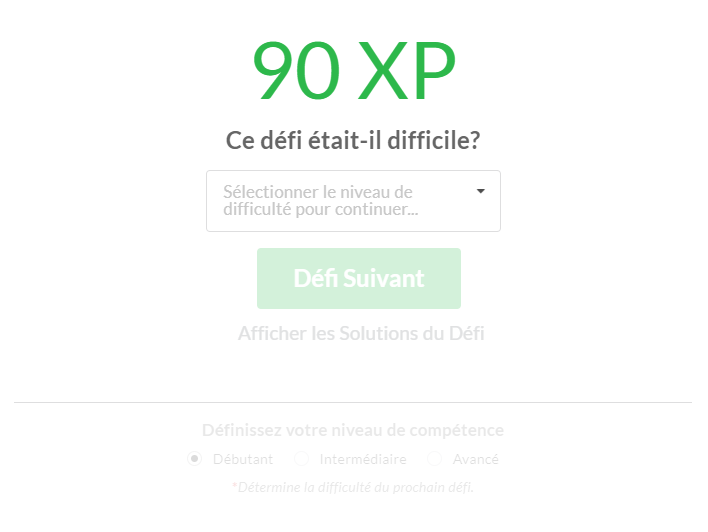 90 XP
Ce défi était-il difficile?
Sélectionner le niveau de
difficulté pour continuer...
Défi Suivant
Afficher les Solutions du Défi
Définissez votre niveau de compétence
Débutant Intermédiaire Avancé
*Détermine la difficulté du prochain défi.